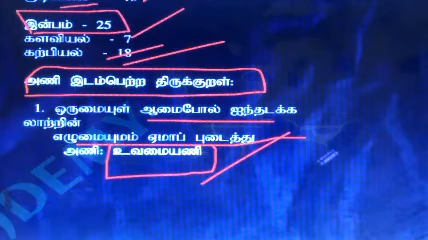 இன்பம் - 25
களவியல் - 7
கற்பியல் - 18
அணி இடம்பெற்ற திருக்குறள்:
1. ஒருமையுள் ஆமைபோல் ஐந்தடக்க
லாற்றின்
எழுமையுமம் ஏமாப் புடைத்து
அணி: உவமையணி